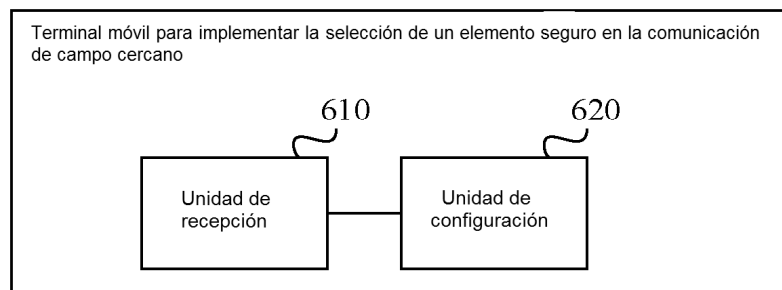 Terminal móvil para implementar la selección de un elemento seguro en la comunicación
de campo cercano
610
620
Unidad de
recepción
Unidad de
configuración